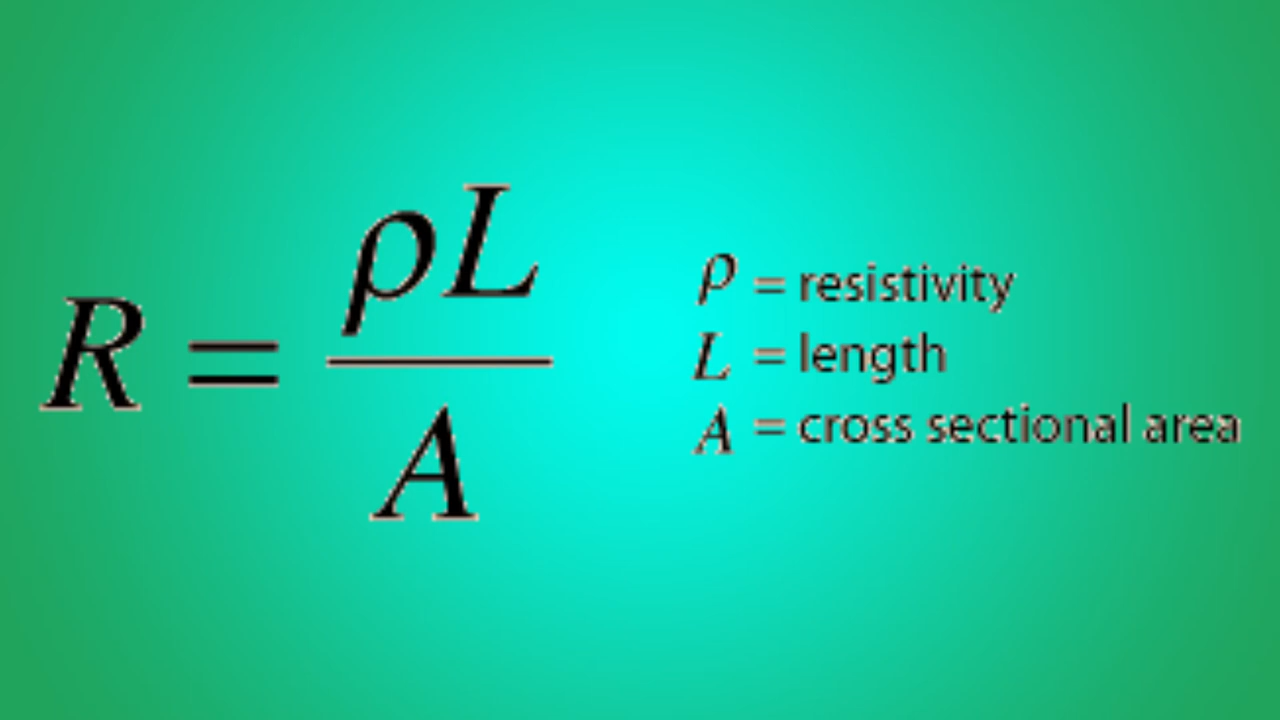 R = ρL / A
ρ = resistivity
L = length
A = cross sectional area